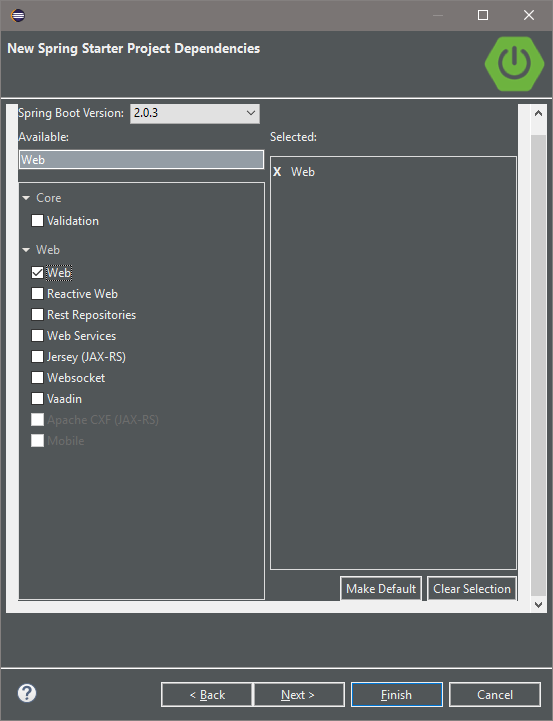 New Spring Starter Project Dependencies
Spring Boot Version: 2.0.3
Available:
Selected:
Web
X Web
Core
Validation
Web
Web
Reactive Web
Rest Repositories
Web Services
Jersey (JAX-RS)
Websocket
Vaadin
Apache CXF (JAX-RS)
Mobile
Make Default
Clear Selection
?
< Back
Next >
Finish
Cancel